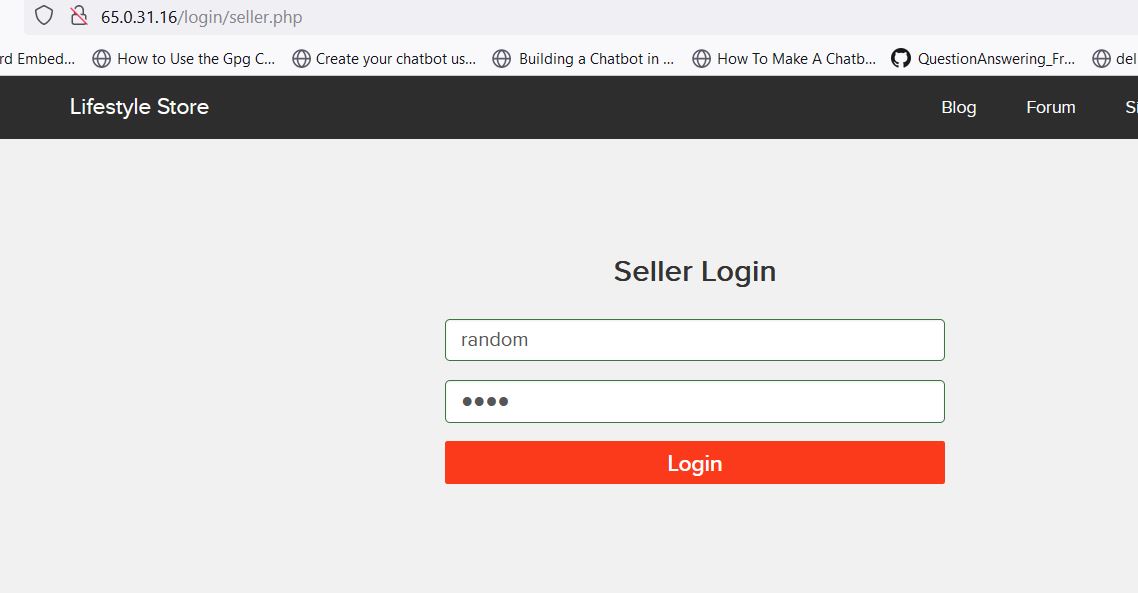 65.0.31.16/login/seller.php
rd Embed... How to Use the Gpg C... Create your chatbot us... Building a Chatbot in ... How To Make A Chatb... QuestionAnswering_Fr... del
Lifestyle Store Blog Forum Si
Seller Login
random
••••
Login